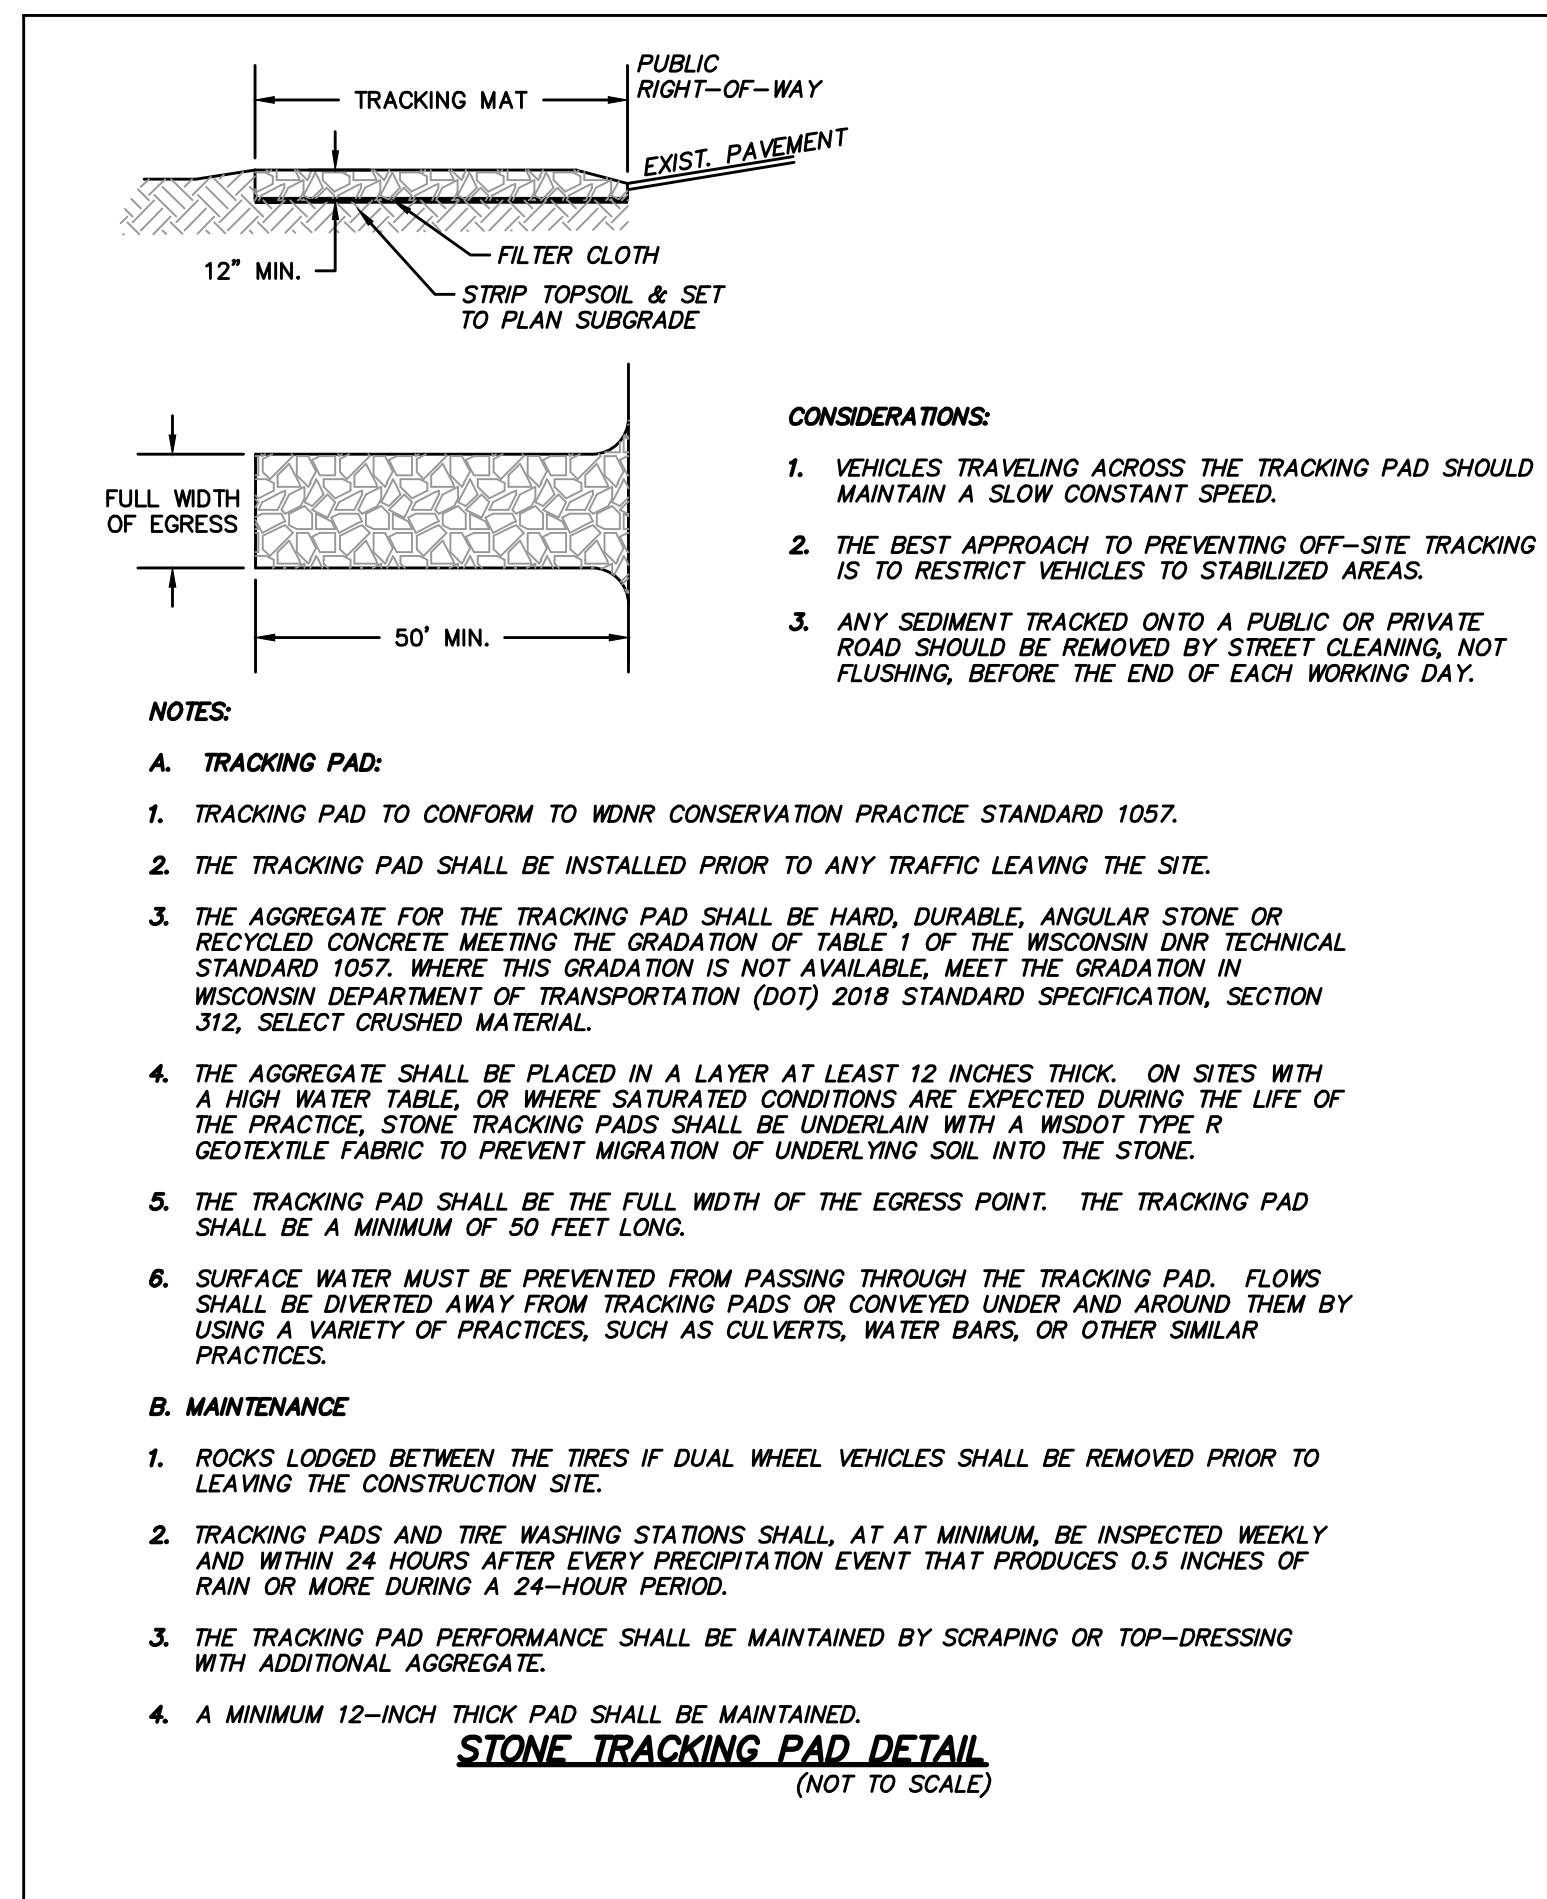 PUBLIC
RIGHT-OF-WAY
TRACKING MAT
EXIST. PAVEMENT
FILTER CLOTH
12" MIN.
STRIP TOPSOIL & SET
TO PLAN SUBGRADE
FULL WIDTH
OF EGRESS
50' MIN.
CONSIDERATIONS:
1. VEHICLES TRAVELING ACROSS THE TRACKING PAD SHOULD
MAINTAIN A SLOW CONSTANT SPEED.
2. THE BEST APPROACH TO PREVENTING OFF-SITE TRACKING
IS TO RESTRICT VEHICLES TO STABILIZED AREAS.
3. ANY SEDIMENT TRACKED ONTO A PUBLIC OR PRIVATE
ROAD SHOULD BE REMOVED BY STREET CLEANING, NOT
FLUSHING, BEFORE THE END OF EACH WORKING DAY.
NOTES:
A. TRACKING PAD:
1. TRACKING PAD TO CONFORM TO WDNR CONSERVATION PRACTICE STANDARD 1057.
2. THE TRACKING PAD SHALL BE INSTALLED PRIOR TO ANY TRAFFIC LEAVING THE SITE.
3. THE AGGREGATE FOR THE TRACKING PAD SHALL BE HARD, DURABLE, ANGULAR STONE OR
RECYCLED CONCRETE MEETING THE GRADATION OF TABLE 1 OF THE WISCONSIN DNR TECHNICAL
STANDARD 1057. WHERE THIS GRADATION IS NOT AVAILABLE, MEET THE GRADATION IN
WISCONSIN DEPARTMENT OF TRANSPORTATION (DOT) 2018 STANDARD SPECIFICATION, SECTION
312, SELECT CRUSHED MATERIAL.
4. THE AGGREGATE SHALL BE PLACED IN A LAYER AT LEAST 12 INCHES THICK. ON SITES WITH
A HIGH WATER TABLE, OR WHERE SATURATED CONDITIONS ARE EXPECTED DURING THE LIFE OF
THE PRACTICE, STONE TRACKING PADS SHALL BE UNDERLAIN WITH A WISDOT TYPE R
GEOTEXTILE FABRIC TO PREVENT MIGRATION OF UNDERLYING SOIL INTO THE STONE.
5. THE TRACKING PAD SHALL BE THE FULL WIDTH OF THE EGRESS POINT. THE TRACKING PAD
SHALL BE A MINIMUM OF 50 FEET LONG.
6. SURFACE WATER MUST BE PREVENTED FROM PASSING THROUGH THE TRACKING PAD. FLOWS
SHALL BE DIVERTED AWAY FROM TRACKING PADS OR CONVEYED UNDER AND AROUND THEM BY
USING A VARIETY OF PRACTICES, SUCH AS CULVERTS, WATER BARS, OR OTHER SIMILAR
PRACTICES.
B. MAINTENANCE
1. ROCKS LODGED BETWEEN THE TIRES IF DUAL WHEEL VEHICLES SHALL BE REMOVED PRIOR TO
LEAVING THE CONSTRUCTION SITE.
2. TRACKING PADS AND TIRE WASHING STATIONS SHALL, AT AT MINIMUM, BE INSPECTED WEEKLY
AND WITHIN 24 HOURS AFTER EVERY PRECIPITATION EVENT THAT PRODUCES 0.5 INCHES OF
RAIN OR MORE DURING A 24-HOUR PERIOD.
3. THE TRACKING PAD PERFORMANCE SHALL BE MAINTAINED BY SCRAPING OR TOP-DRESSING
WITH ADDITIONAL AGGREGATE.
4. A MINIMUM 12-INCH THICK PAD SHALL BE MAINTAINED.
STONE TRACKING PAD DETAIL
(NOT TO SCALE)